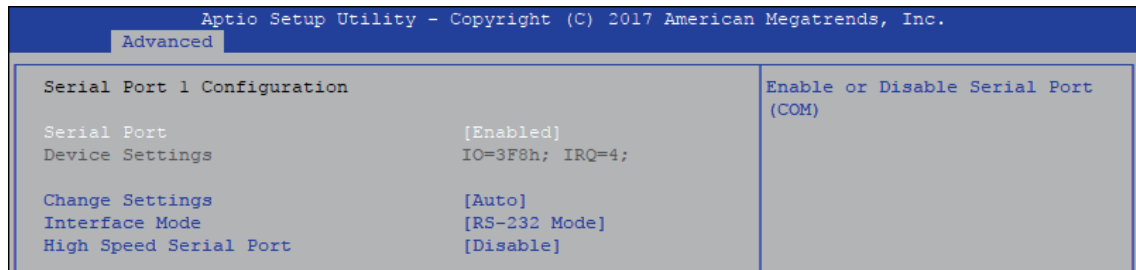 Aptio Setup Utility - Copyright (C) 2017 American Megatrends, Inc.
Advanced
Serial Port 1 Configuration
Serial Port [Enabled]
Device Settings IO=3F8h; IRQ=4;
Change Settings [Auto]
Interface Mode [RS-232 Mode]
High Speed Serial Port [Disable]
Enable or Disable Serial Port
(COM)